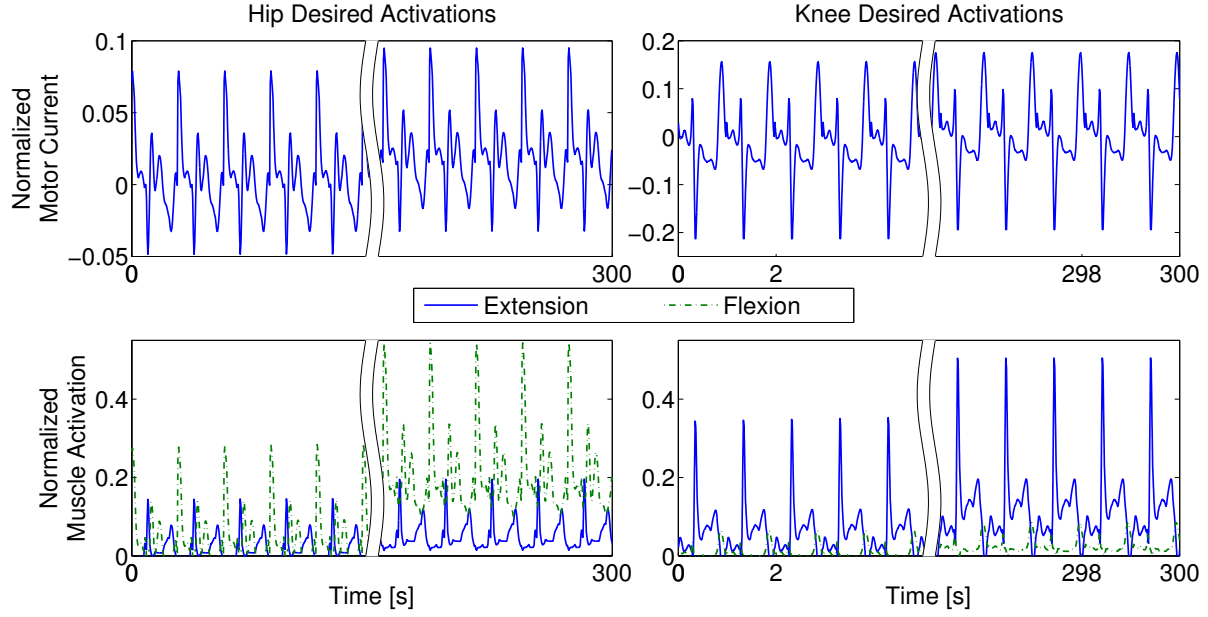 Hip Desired Activations
Knee Desired Activations
Normalized
Motor Current
0.1
0.05
0
−0.05
0
300
0.2
0.1
0
−0.1
−0.2
0
2
298
300
Extension
Flexion
Normalized
Muscle Activation
0.4
0.2
0
0
300
Time [s]
0.4
0.2
0
0
2
298
300
Time [s]